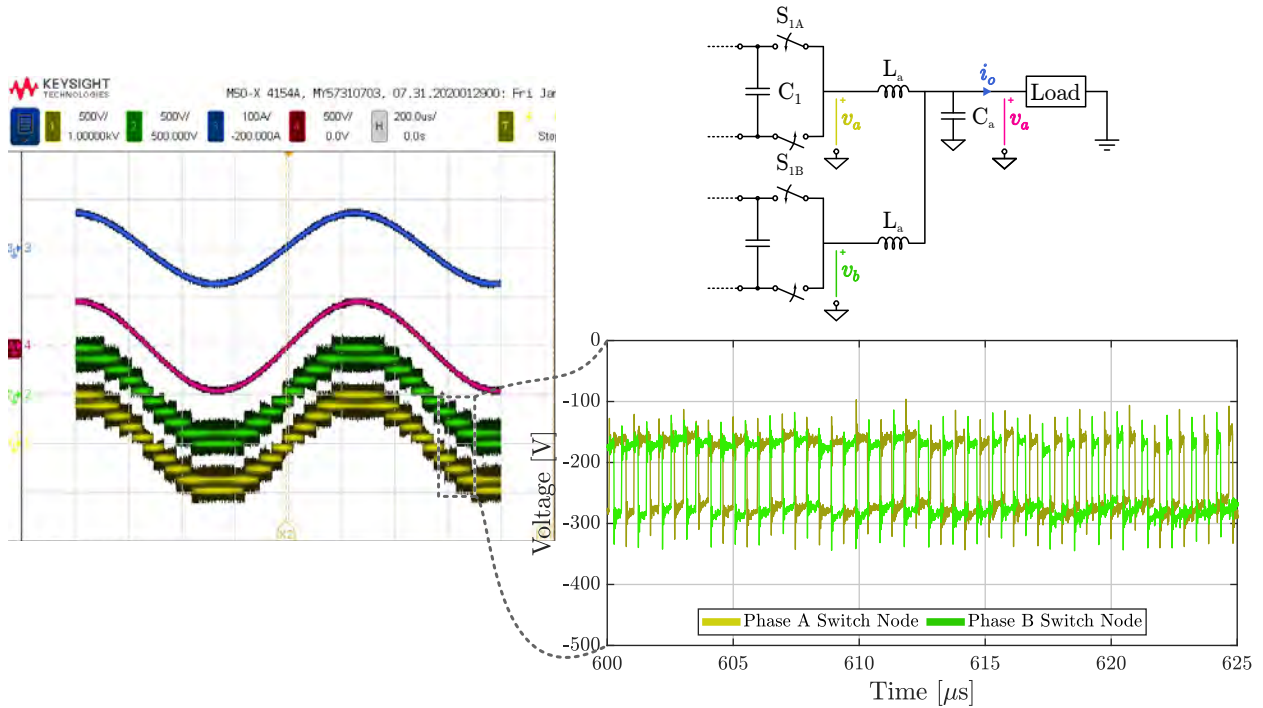 KEYSIGHT
TECHNOLOGIES
MSO-X 4154A, MY57310703, 07.31.2020012900: Fri Jan
1 500V/ 1.00000kV
2 500V/ 500.000V
3 100A/ -200.000A
4 500V/ 0.0V
H 200.0us/ 0.0s
T
Stop
3
4
2
X2
S1A
C1
La
+
va
io
Load
Ca
+
va
S1B
La
+
vb
Voltage [V]
0
-100
-200
-300
-400
-500
Phase A Switch Node
Phase B Switch Node
600
605
610
615
620
625
Time [μs]